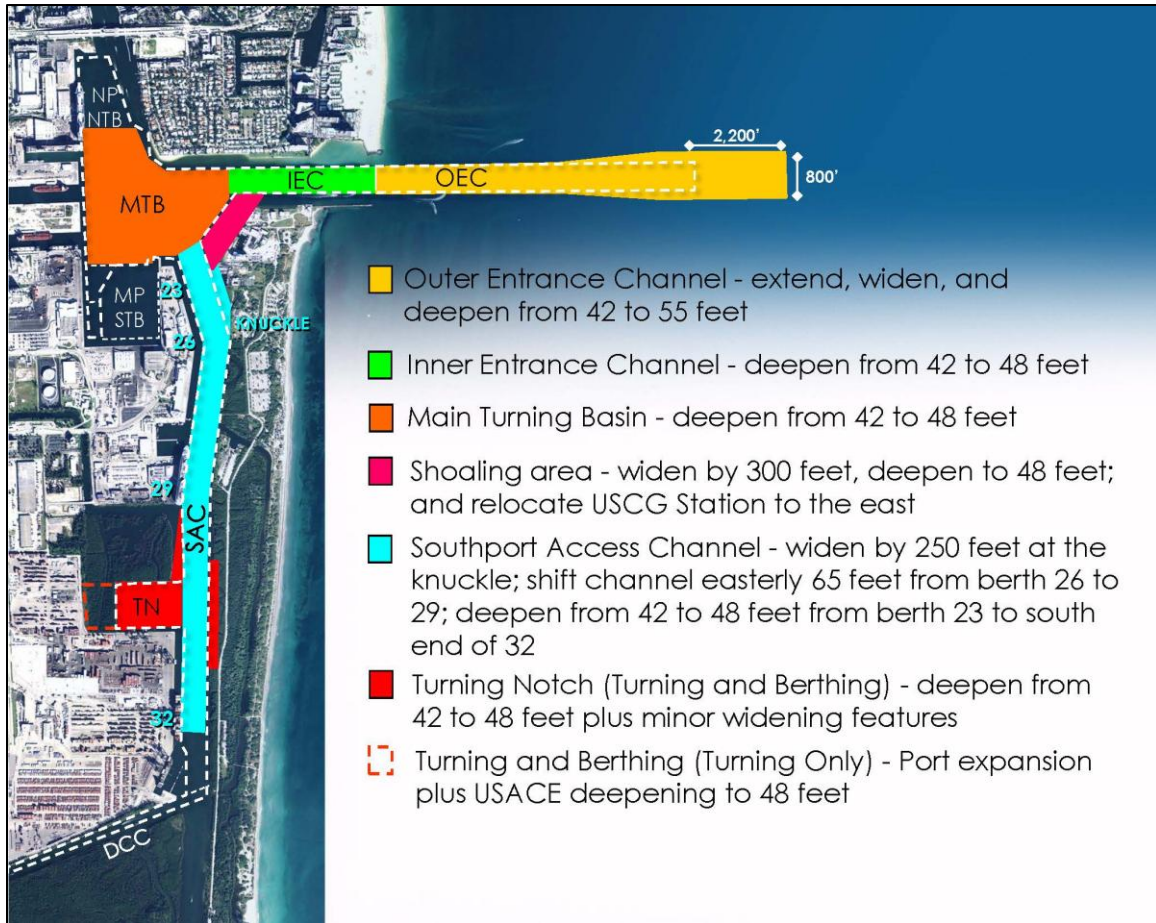 NP
NTB
2,200'
800'
IEC
OEC
MTB
MP
STB
23
26
KNUCKLE
29
SAC
TN
32
DCC
Outer Entrance Channel - extend, widen, and
deepen from 42 to 55 feet
Inner Entrance Channel - deepen from 42 to 48 feet
Main Turning Basin - deepen from 42 to 48 feet
Shoaling area - widen by 300 feet, deepen to 48 feet;
and relocate USCG Station to the east
Southport Access Channel - widen by 250 feet at the
knuckle; shift channel easterly 65 feet from berth 26 to
29; deepen from 42 to 48 feet from berth 23 to south
end of 32
Turning Notch (Turning and Berthing) - deepen from
42 to 48 feet plus minor widening features
Turning and Berthing (Turning Only) - Port expansion
plus USACE deepening to 48 feet